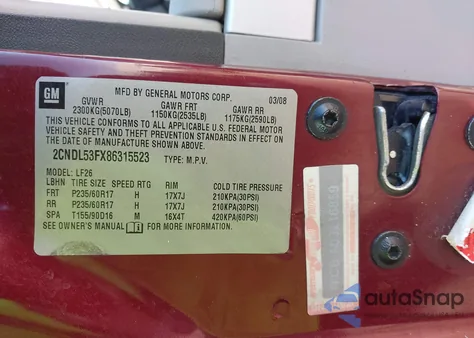 GM
MFD BY GENERAL MOTORS CORP. 03/08
GVWR GAWR FRT GAWR RR
2300KG(5070LB) 1150KG(2535LB) 1175KG(2590LB)
THIS VEHICLE CONFORMS TO ALL APPLICABLE U.S. FEDERAL MOTOR
VEHICLE SAFETY AND THEFT PREVENTION STANDARDS IN EFFECT
ON THE DATE OF MANUFACTURE SHOWN ABOVE.
2CNDL53FX86315523 TYPE: M.P.V.
MODEL: LF26
LBHN TIRE SIZE SPEED RTG RIM COLD TIRE PRESSURE
FRT P235/60R17 H 17X7J 210KPA(30PSI)
RR P235/60R17 H 17X7J 210KPA(30PSI)
SPA T155/90D16 M 16X4T 420KPA(60PSI)
SEE OWNER'S MANUAL FOR MORE INFORMATION.
autoSnap